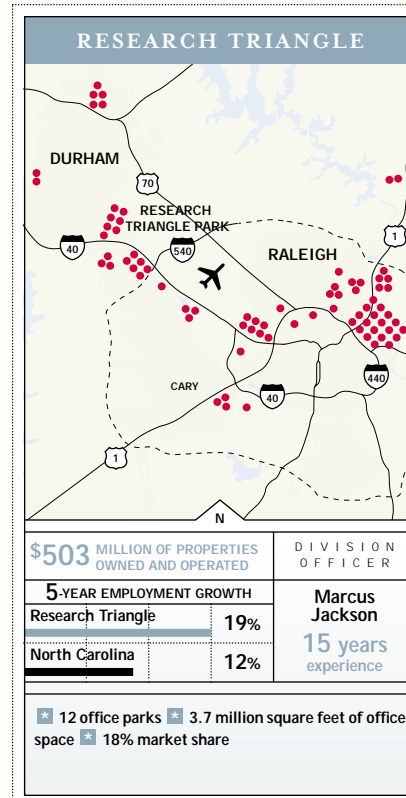 RESEARCH TRIANGLE
DURHAM
70
RESEARCH
TRIANGLE PARK
40
540
RALEIGH
1
CARY
440
40
1
N
$503 MILLION OF PROPERTIES
OWNED AND OPERATED
DIVISION
OFFICER
5-YEAR EMPLOYMENT GROWTH
Research Triangle
19%
North Carolina
12%
Marcus
Jackson
15 years
experience
* 12 office parks * 3.7 million square feet of office
space * 18% market share